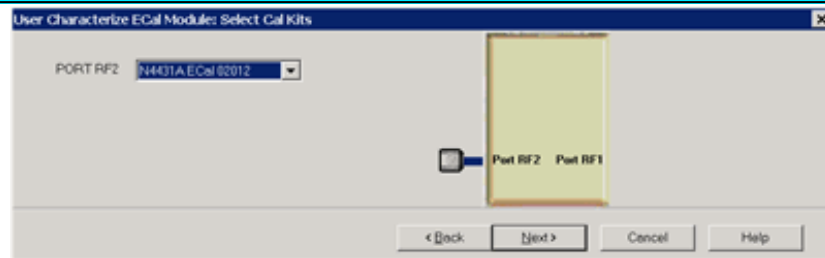 User Characterize ECal Module: Select Cal Kits
PORT RF2 N4431A ECal 02012
Port RF2 Port RF1
< Back Next > Cancel Help